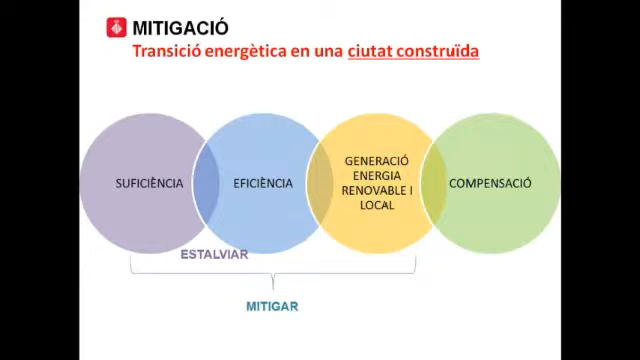 MITIGACIÓ
Transició energètica en una ciutat construïda
SUFICIÈNCIA
EFICIÈNCIA
GENERACIÓ
ENERGIA
RENOVABLE I
LOCAL
COMPENSACIÓ
ESTALVIAR
MITIGAR